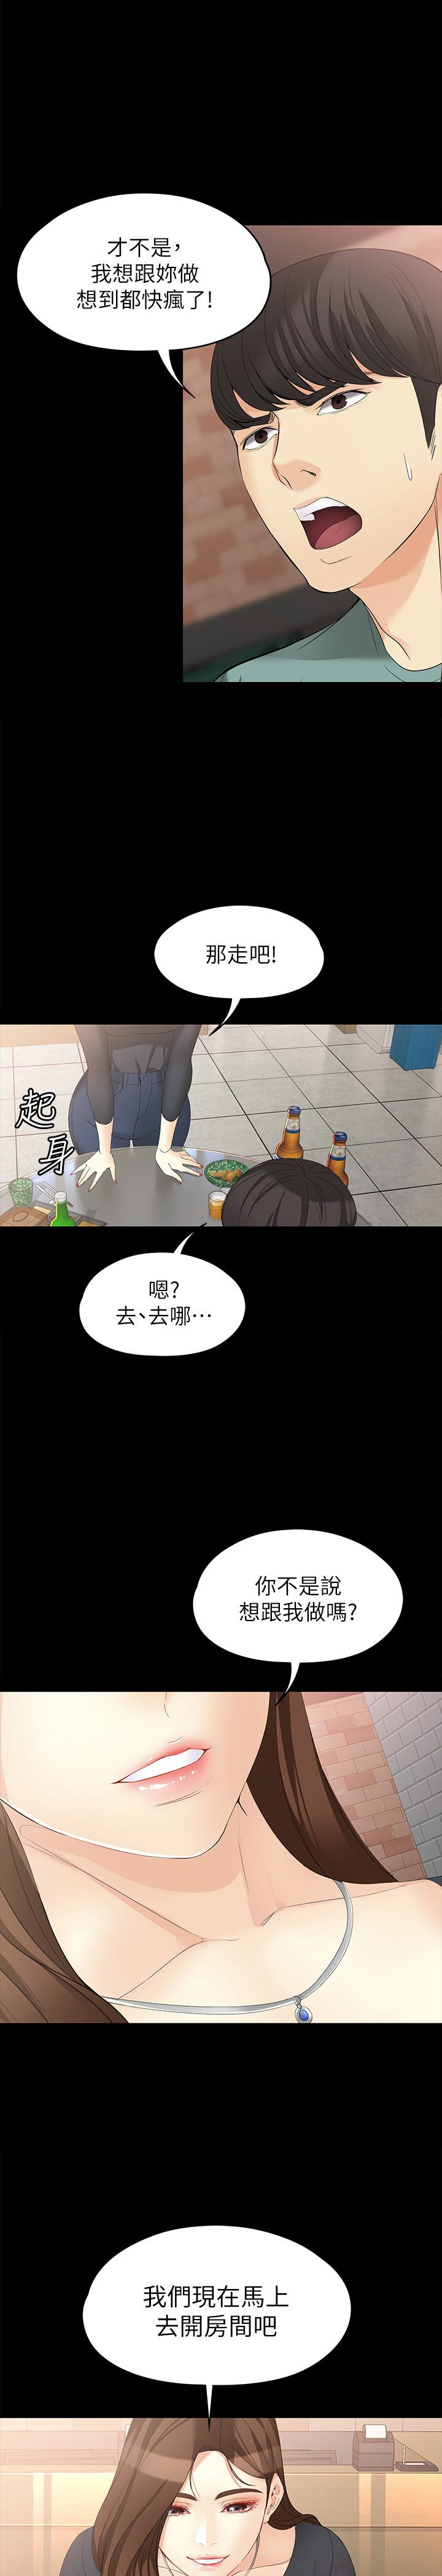 才不是，
我想跟妳做
想到都快瘋了!
那走吧!
起
身
嗯?
去、去哪…
你不是說
想跟我做嗎?
我們現在馬上
去開房間吧